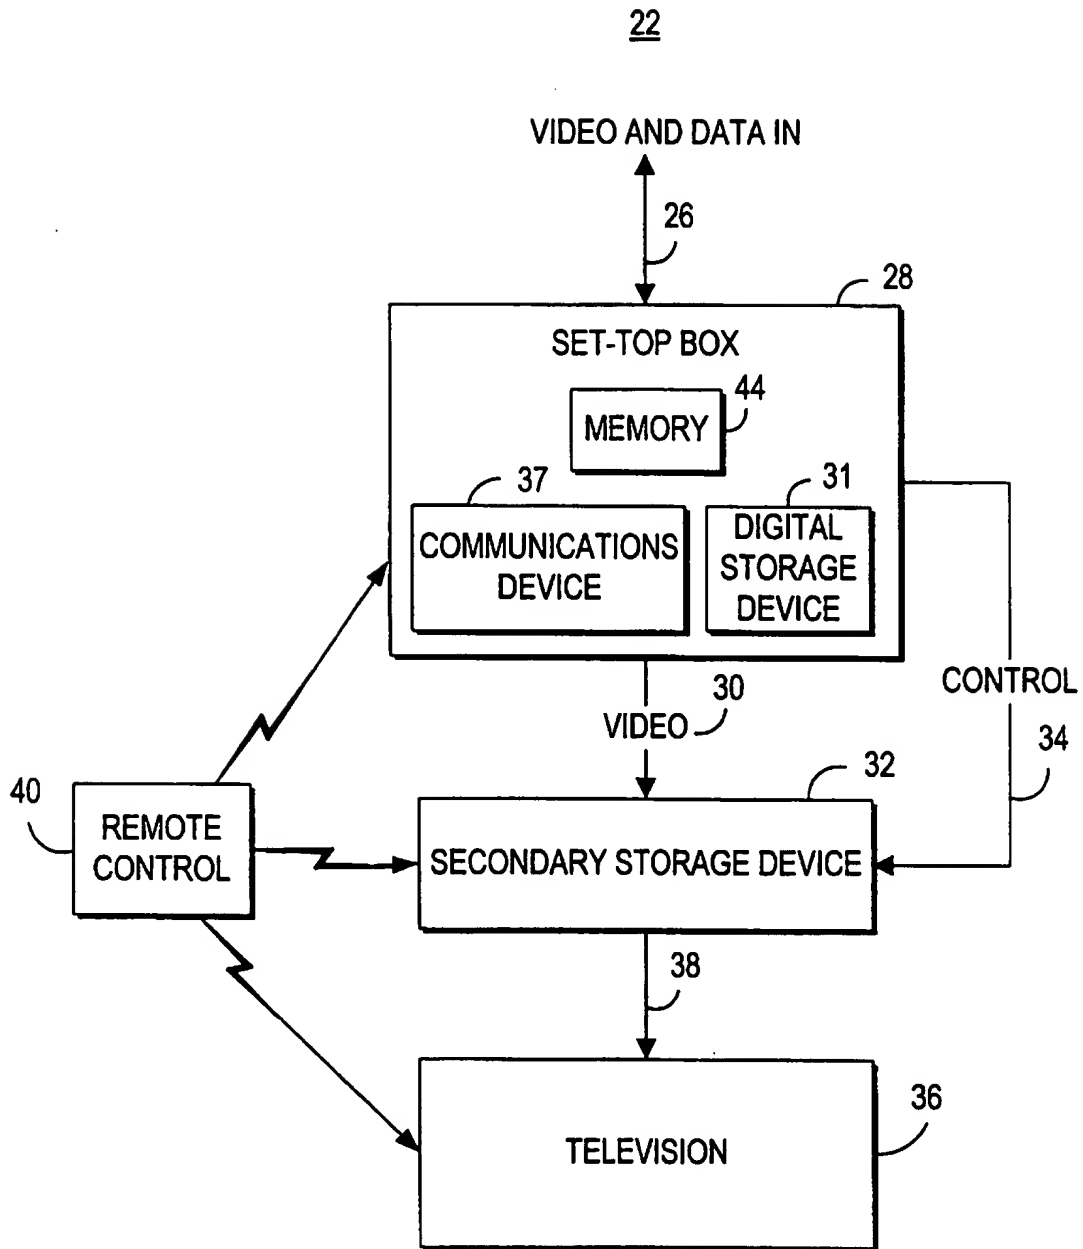 22
VIDEO AND DATA IN
26
28
SET-TOP BOX
44
MEMORY
37
31
COMMUNICATIONS
DEVICE
DIGITAL
STORAGE
DEVICE
CONTROL
30
VIDEO
34
32
40
REMOTE
CONTROL
SECONDARY STORAGE DEVICE
38
36
TELEVISION